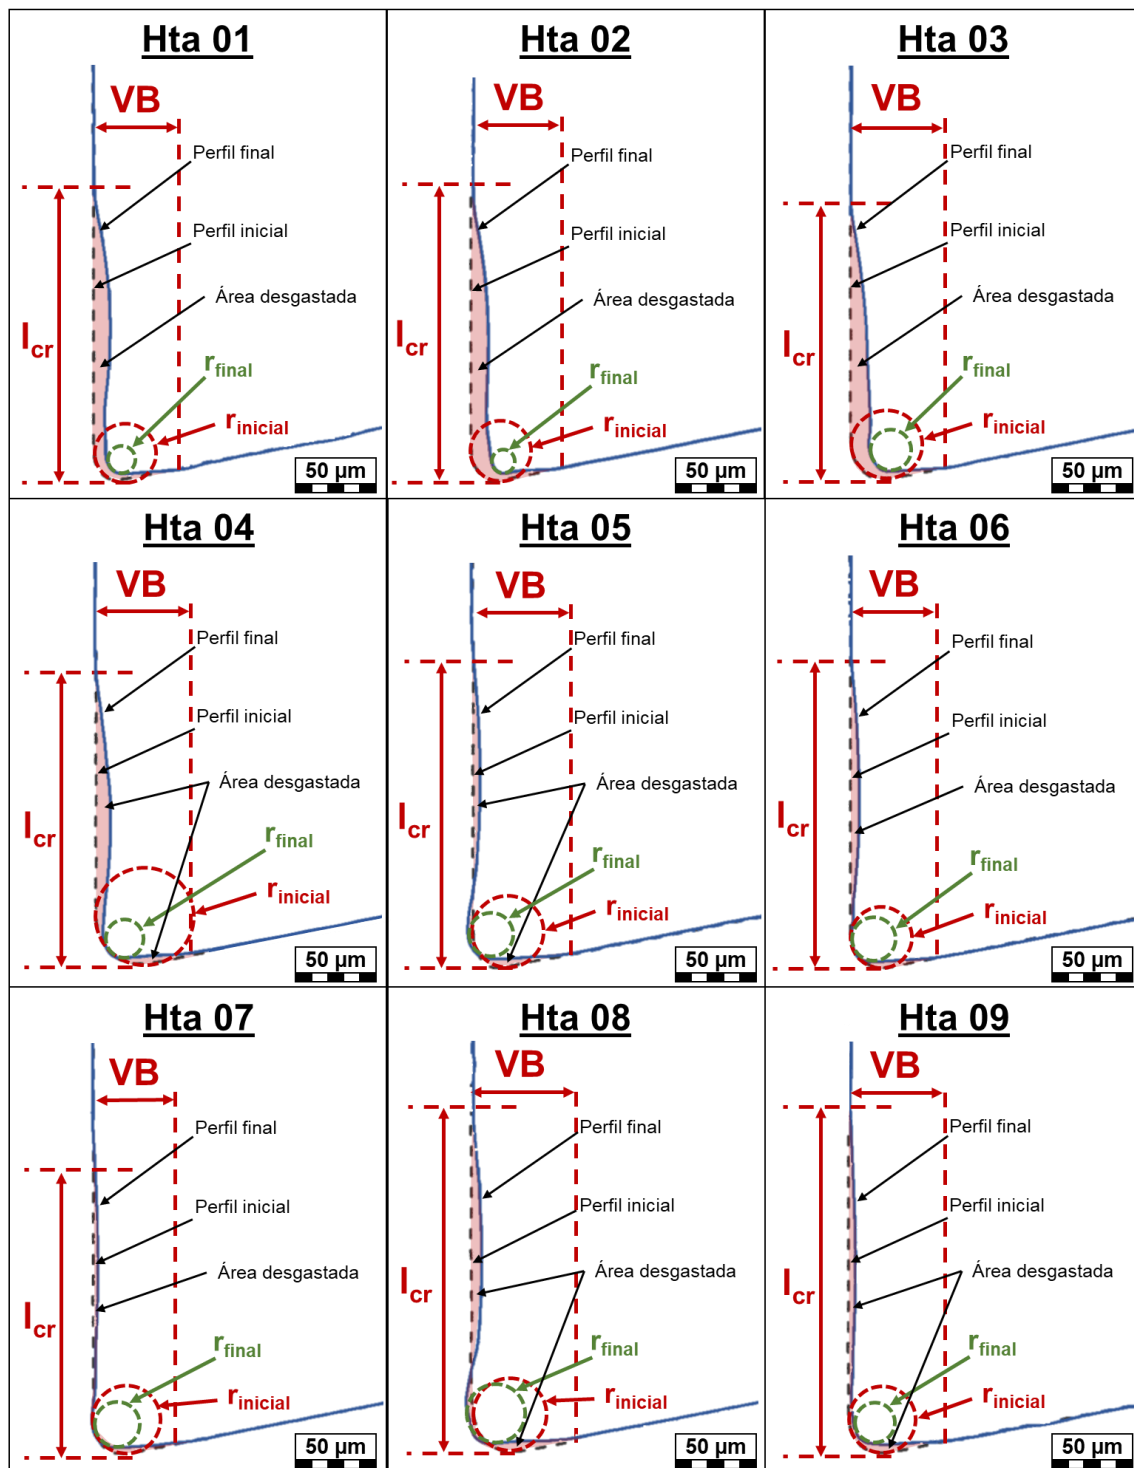 Hta 01
VB
Perfil final
Perfil inicial
Área desgastada
lcr
rfinal
rinicial
50 µm
Hta 02
VB
Perfil final
Perfil inicial
Área desgastada
lcr
rfinal
rinicial
50 µm
Hta 03
VB
Perfil final
Perfil inicial
Área desgastada
lcr
rfinal
rinicial
50 µm
Hta 04
VB
Perfil final
Perfil inicial
Área desgastada
lcr
rfinal
rinicial
50 µm
Hta 05
VB
Perfil final
Perfil inicial
Área desgastada
lcr
rfinal
rinicial
50 µm
Hta 06
VB
Perfil final
Perfil inicial
Área desgastada
lcr
rfinal
rinicial
50 µm
Hta 07
VB
Perfil final
Perfil inicial
Área desgastada
lcr
rfinal
rinicial
50 µm
Hta 08
VB
Perfil final
Perfil inicial
Área desgastada
lcr
rfinal
rinicial
50 µm
Hta 09
VB
Perfil final
Perfil inicial
Área desgastada
lcr
rfinal
rinicial
50 µm